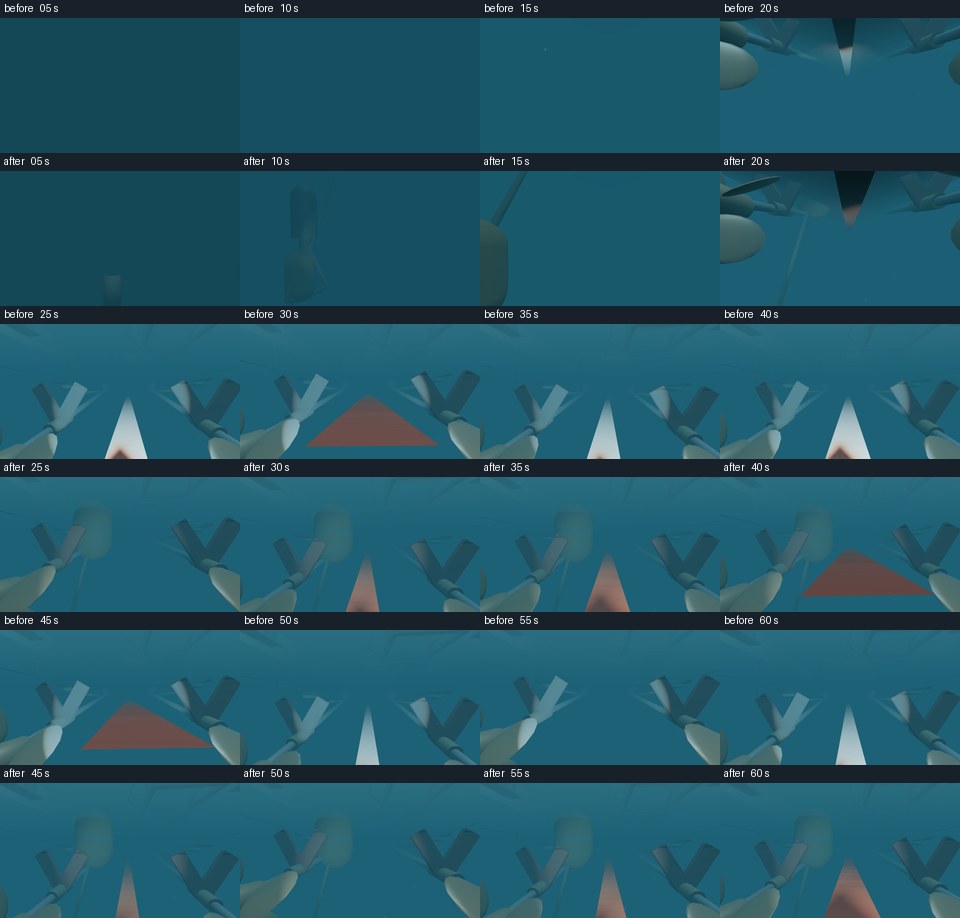 before 05 s
before 10 s
before 15 s
before 20 s
after 05 s
after 10 s
after 15 s
after 20 s
before 25 s
before 30 s
before 35 s
before 40 s
after 25 s
after 30 s
after 35 s
after 40 s
before 45 s
before 50 s
before 55 s
before 60 s
after 45 s
after 50 s
after 55 s
after 60 s